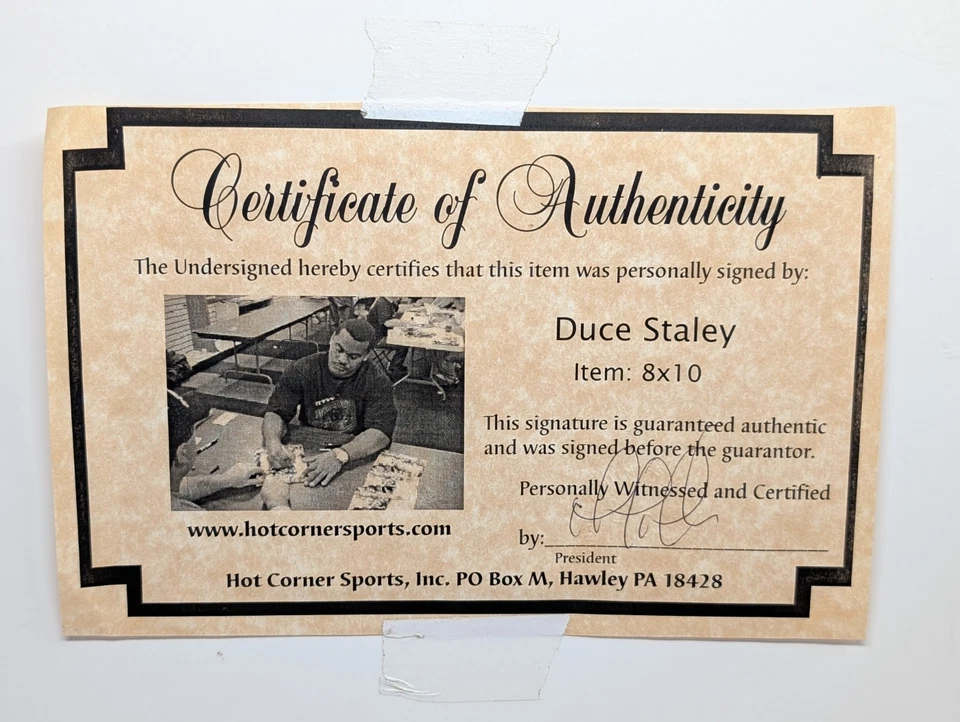 Certificate of Authenticity
The Undersigned hereby certifies that this item was personally signed by:
Duce Staley
Item: 8x10
This signature is guaranteed authentic
and was signed before the guarantor.
Personally Witnessed and Certified
by:
President
www.hotcornersports.com
Hot Corner Sports, Inc. PO Box M, Hawley PA 18428